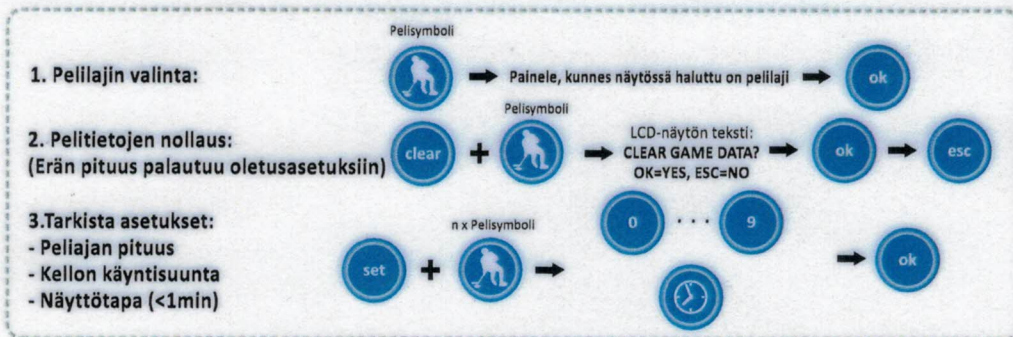 Pelisymboli
1. Pelilajin valinta:
Painele, kunnes näytössä haluttu on pelilaji
ok
Pelisymboli
2. Pelitietojen nollaus:
(Erän pituus palautuu oletusasetuksiin)
clear
+
LCD-näytön teksti:
CLEAR GAME DATA?
OK=YES, ESC=NO
ok
esc
3.Tarkista asetukset:
- Peliajan pituus
- Kellon käyntisuunta
- Näyttötapa (<1min)
n x Pelisymboli
set
+
0 . . . 9
ok